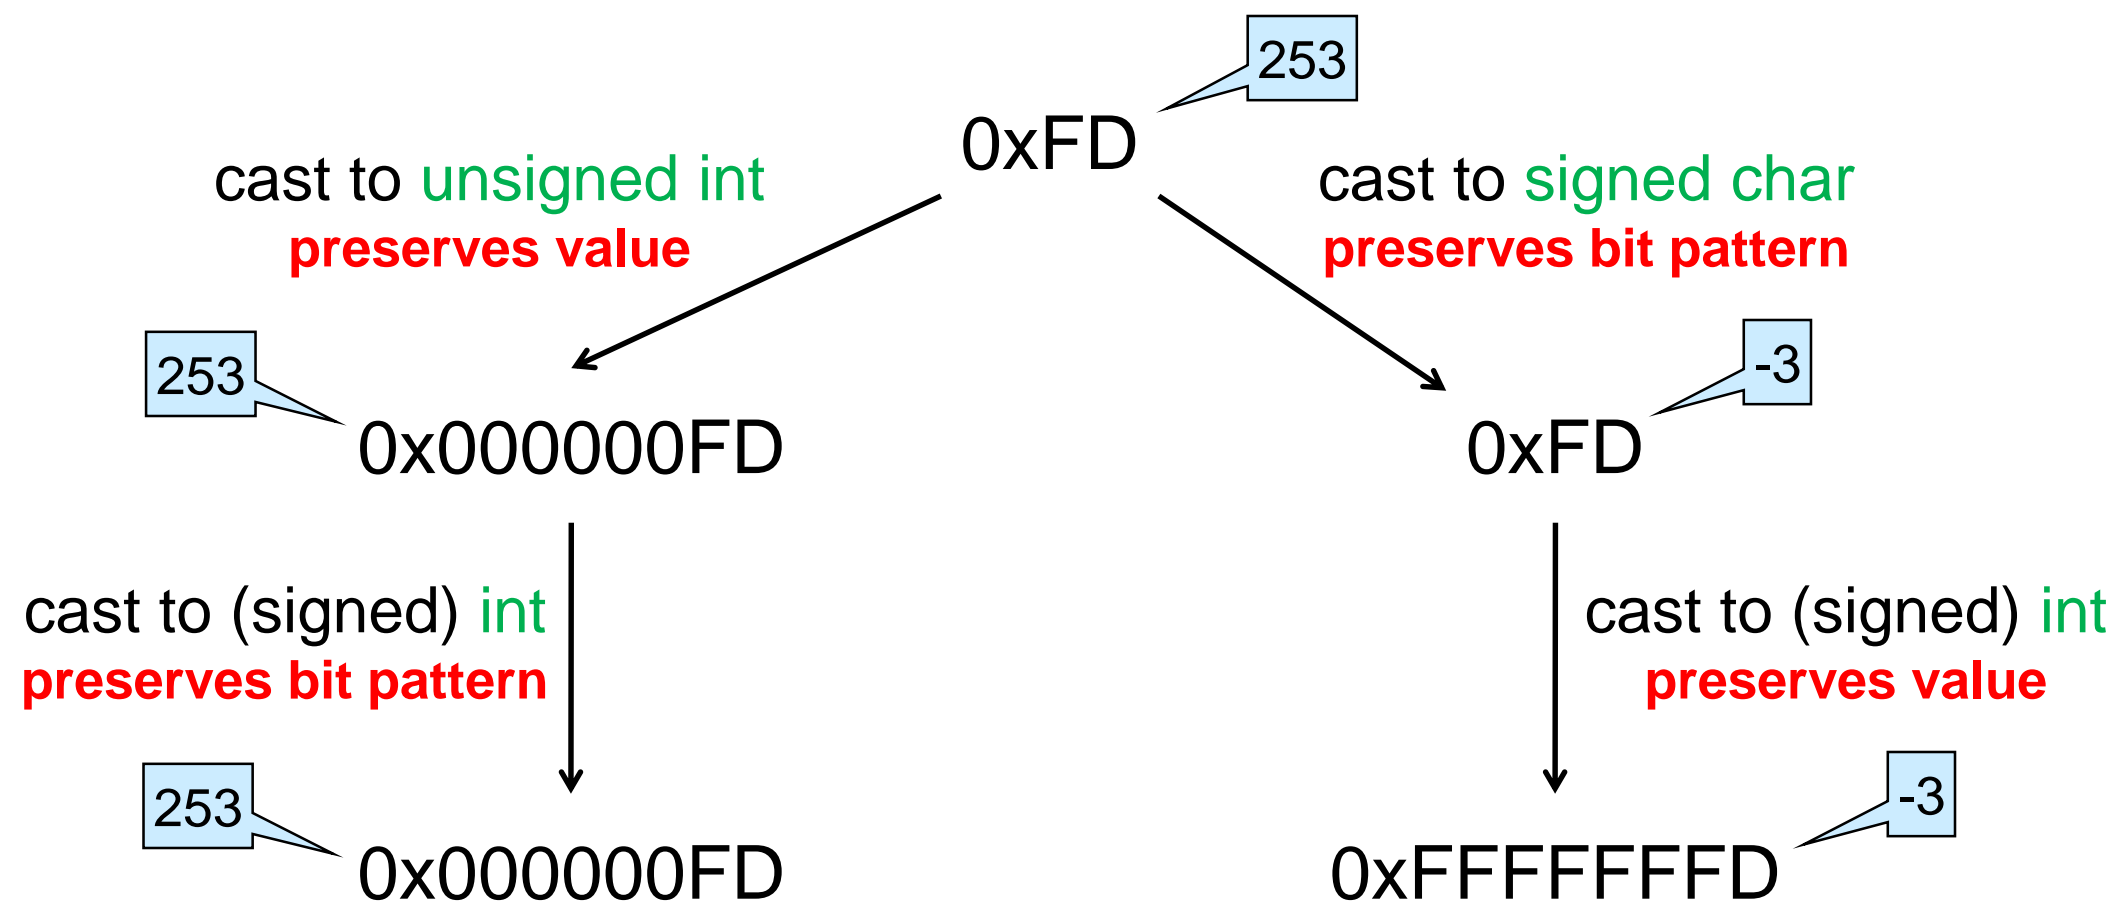 253
0xFD
cast to unsigned int
preserves value
cast to signed char
preserves bit pattern
253
0x000000FD
-3
0xFD
cast to (signed) int
preserves bit pattern
cast to (signed) int
preserves value
253
0x000000FD
-3
0xFFFFFFFD